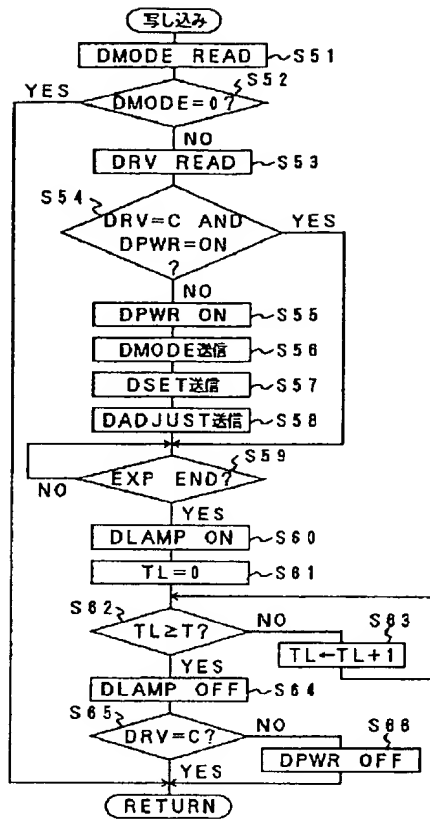 写し込み
DMODE READ
S51
S52
YES
DMODE=0?
NO
DRV READ
S53
S54
DRV=C AND
DPWR=ON
?
YES
NO
DPWR ON
S55
DMODE送信
S56
DSET送信
S57
DADJUST送信
S58
S59
EXP END?
NO
YES
DLAMP ON
S60
TL=0
S61
S62
TL≥T?
NO
S63
TL←TL+1
YES
DLAMP OFF
S64
S65
DRV=C?
NO
S66
DPWR OFF
YES
RETURN